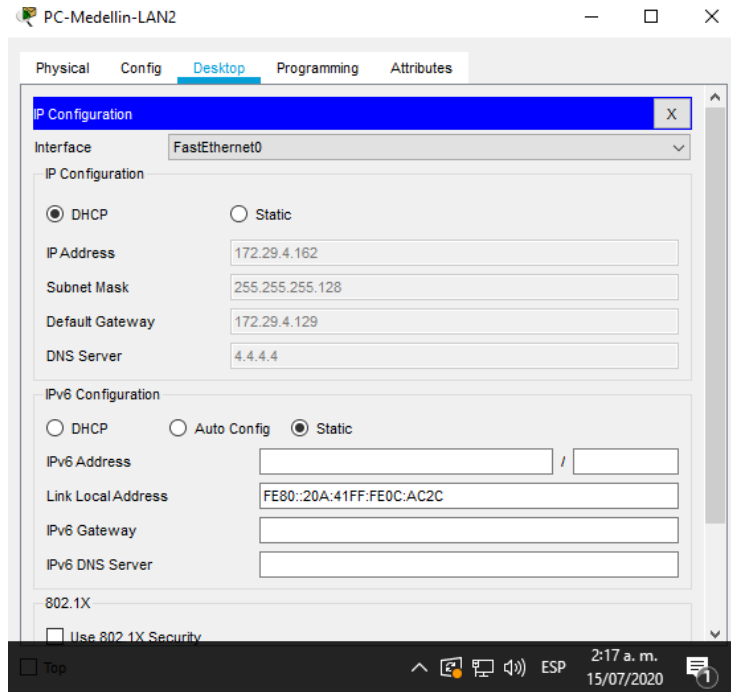 PC-Medellin-LAN2
Physical Config Desktop Programming Attributes
IP Configuration X
Interface FastEthernet0
IP Configuration
DHCP Static
IP Address 172.29.4.162
Subnet Mask 255.255.255.128
Default Gateway 172.29.4.129
DNS Server 4.4.4.4
IPv6 Configuration
DHCP Auto Config Static
IPv6 Address /
Link Local Address FE80::20A:41FF:FE0C:AC2C
IPv6 Gateway
IPv6 DNS Server
802.1X
Use 802.1X Security
Top
ESP
2:17 a. m.
15/07/2020
1